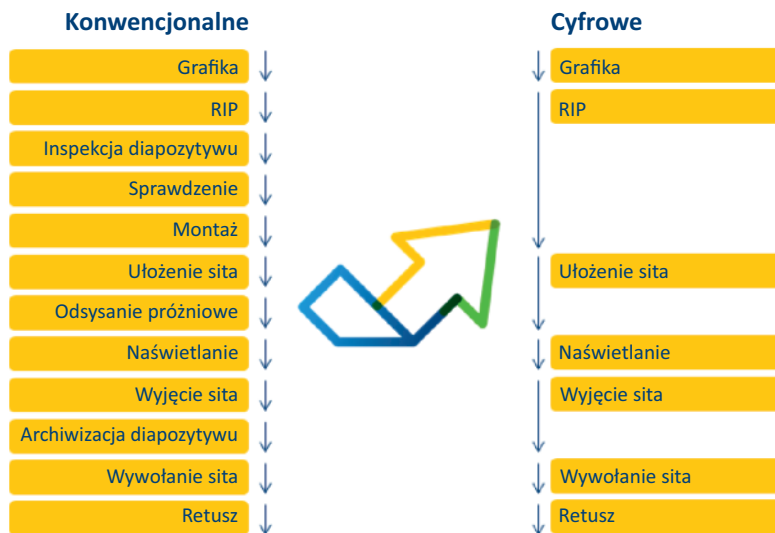 Konwencjonalne
Grafika
RIP
Inspekcja diapozytywu
Sprawdzenie
Montaż
Ułożenie sita
Odsysanie próżniowe
Naświetlanie
Wyjęcie sita
Archiwizacja diapozytywu
Wywołanie sita
Retusz
Cyfrowe
Grafika
RIP
Ułożenie sita
Naświetlanie
Wyjęcie sita
Wywołanie sita
Retusz